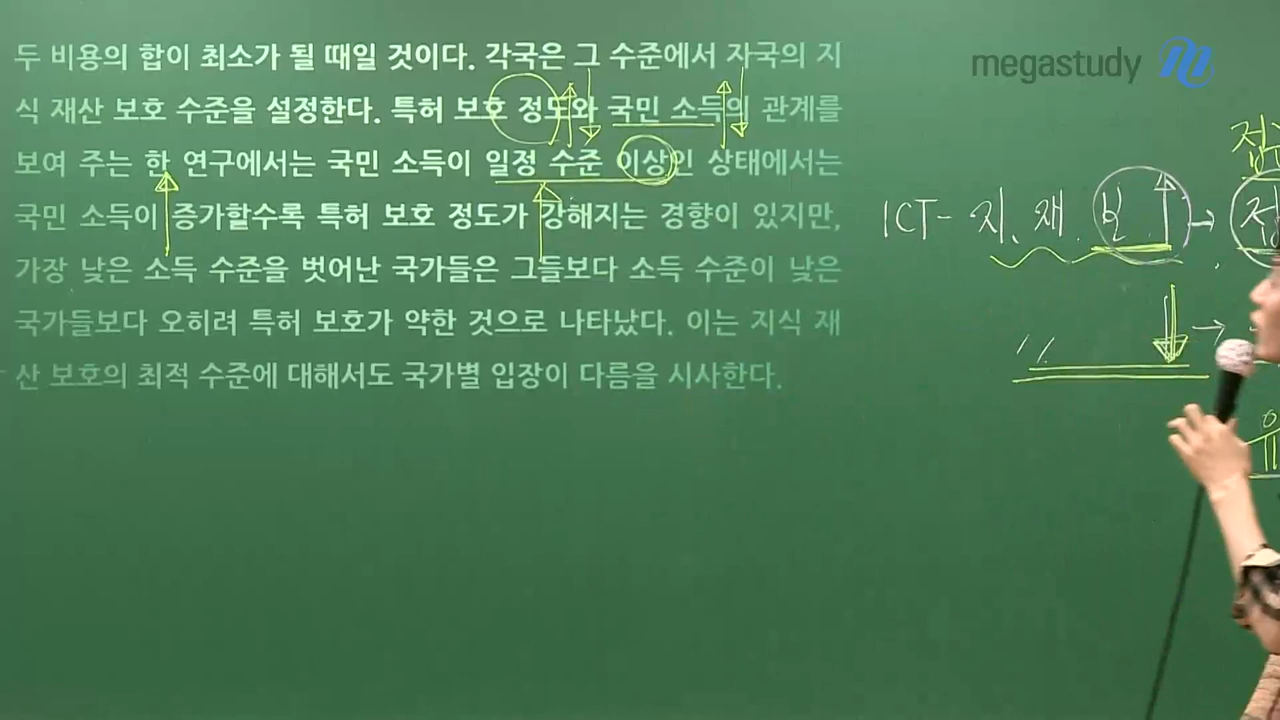 두 비용의 합이 최소가 될 때일 것이다. 각국은 그 수준에서 자국의 지
식 재산 보호 수준을 설정한다. 특허 보호 정도와 국민 소득의 관계를
보여 주는 한 연구에서는 국민 소득이 일정 수준 이상인 상태에서는
국민 소득이 증가할수록 특허 보호 정도가 강해지는 경향이 있지만,
가장 낮은 소득 수준을 벗어난 국가들은 그들보다 소득 수준이 낮은
국가들보다 오히려 특허 보호가 약한 것으로 나타났다. 이는 지식 재
산 보호의 최적 수준에 대해서도 국가별 입장이 다름을 시사한다.
megastudy
접
ICT - 지.재.보 ↑ → 접
〃 ↓ →
유